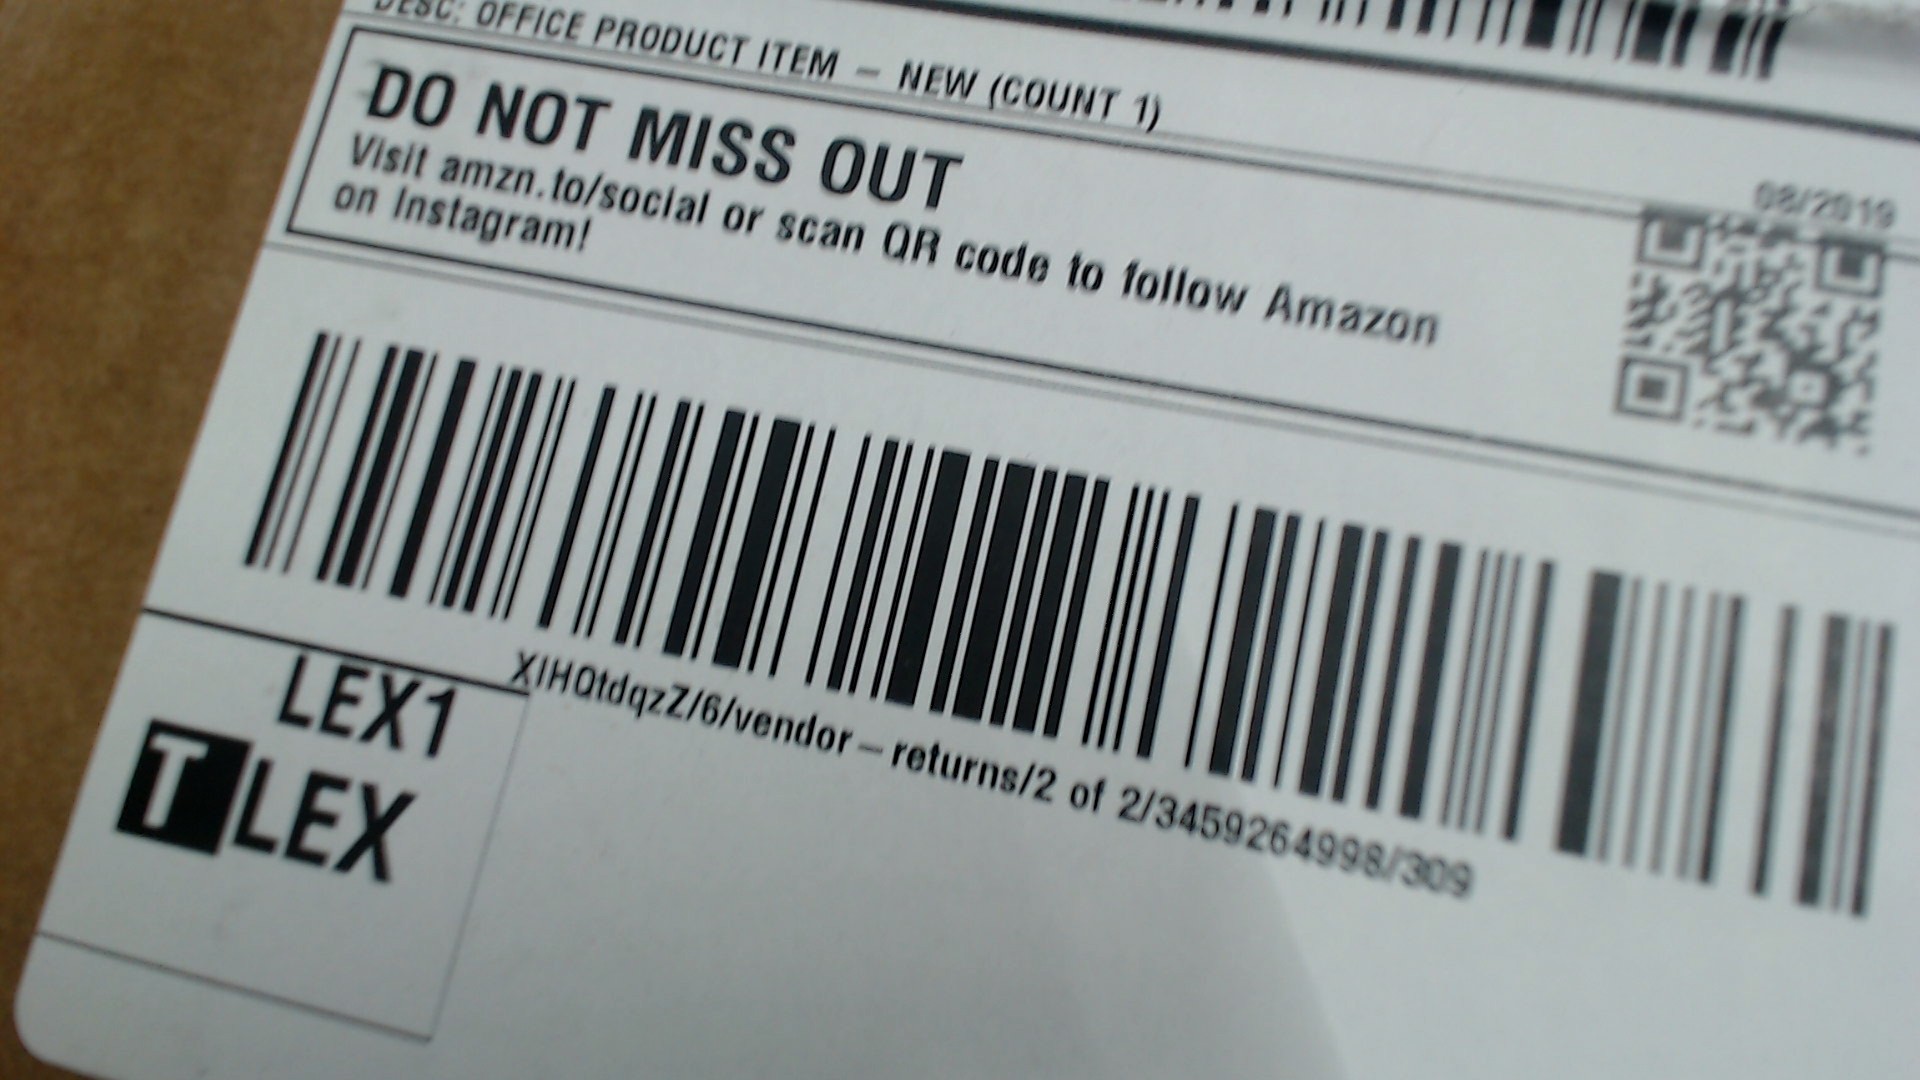 DESC: OFFICE PRODUCT ITEM – NEW (COUNT 1)
DO NOT MISS OUT
Visit amzn.to/social or scan QR code to follow Amazon
on Instagram!
08/2019
XIHQtdqzZ/6/vendor–returns/2 of 2/3459264998/309
LEX1
T LEX